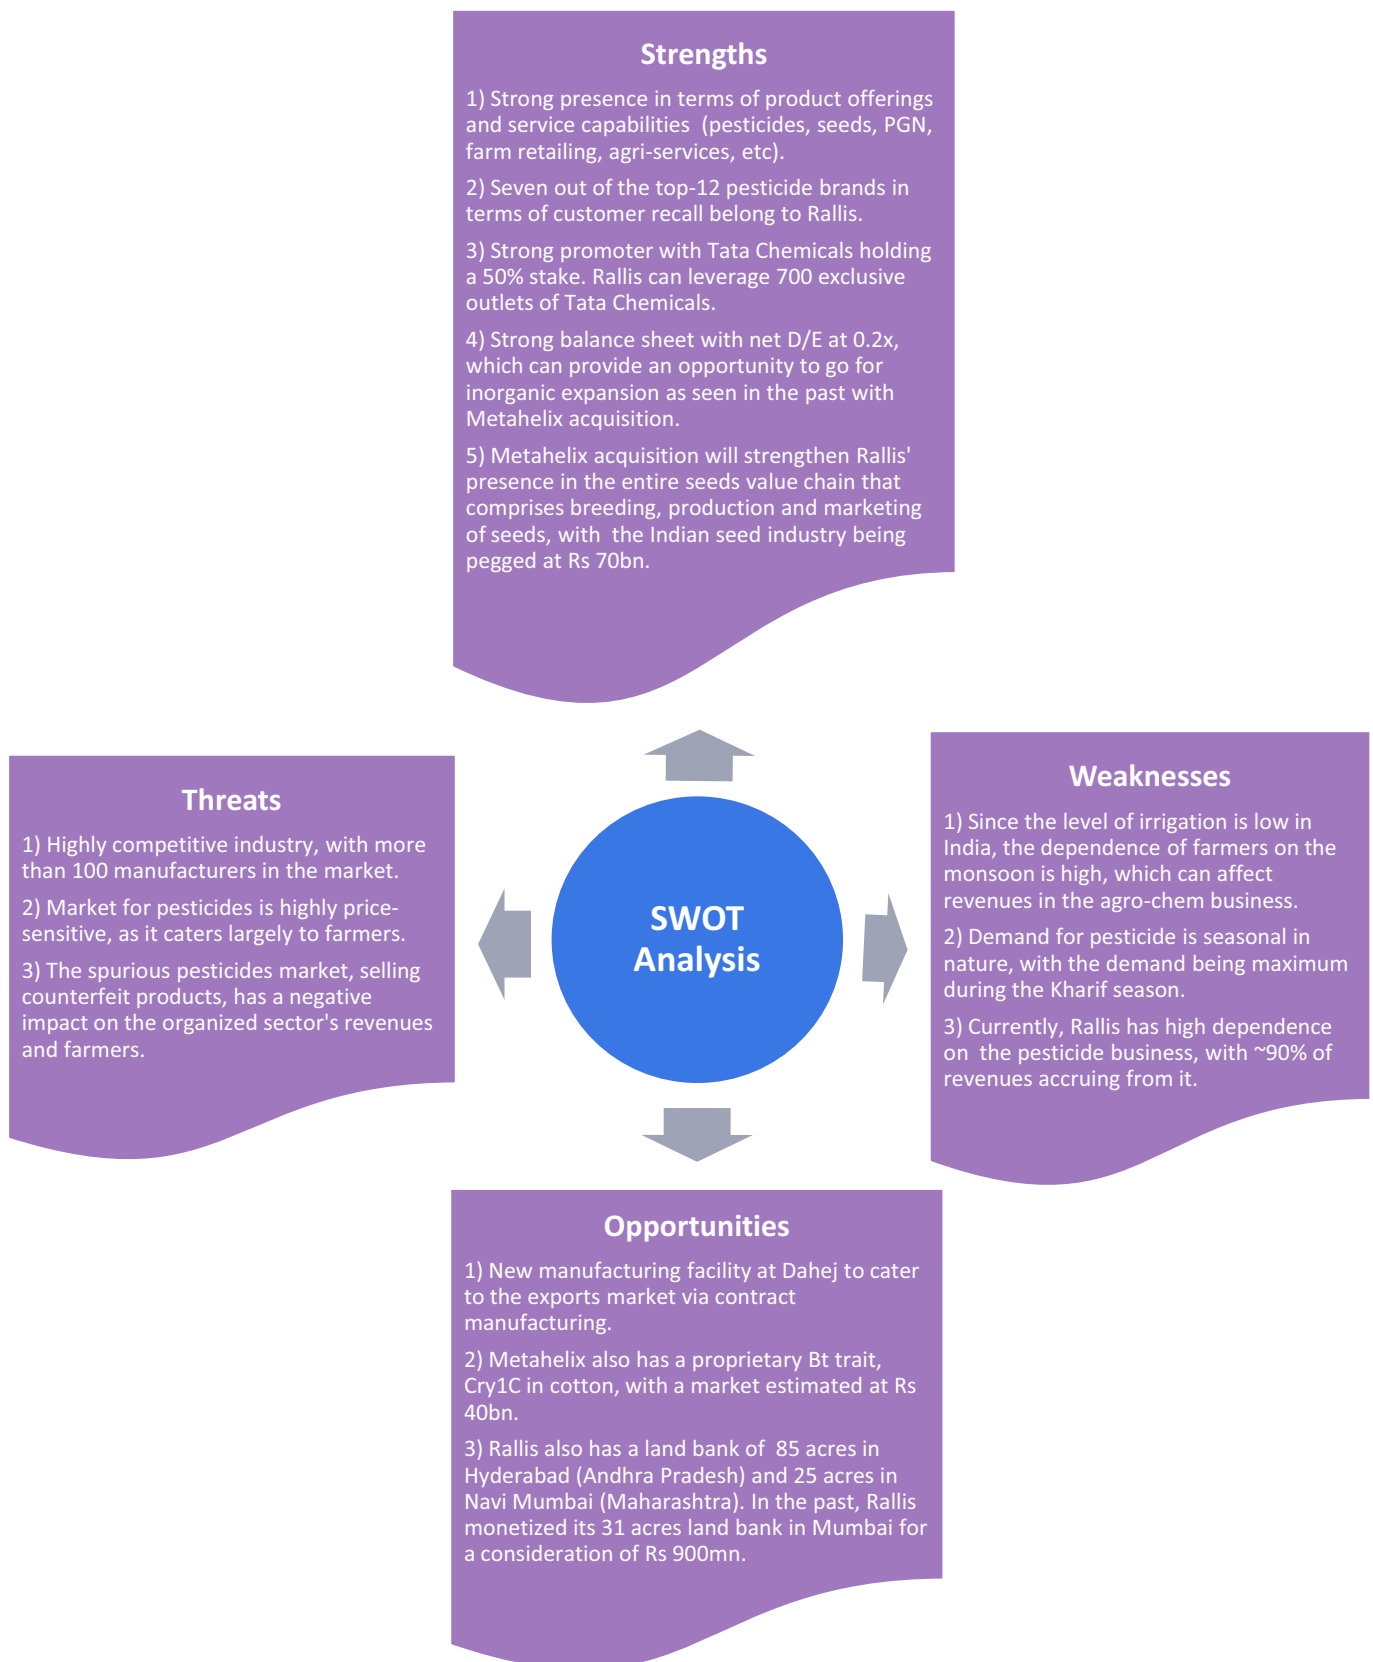 Strengths
1) Strong presence in terms of product offerings
and service capabilities (pesticides, seeds, PGN,
farm retailing, agri-services, etc).
2) Seven out of the top-12 pesticide brands in
terms of customer recall belong to Rallis.
3) Strong promoter with Tata Chemicals holding
a 50% stake. Rallis can leverage 700 exclusive
outlets of Tata Chemicals.
4) Strong balance sheet with net D/E at 0.2x,
which can provide an opportunity to go for
inorganic expansion as seen in the past with
Metahelix acquisition.
5) Metahelix acquisition will strengthen Rallis'
presence in the entire seeds value chain that
comprises breeding, production and marketing
of seeds, with the Indian seed industry being
pegged at Rs 70bn.
Threats
1) Highly competitive industry, with more
than 100 manufacturers in the market.
2) Market for pesticides is highly price-
sensitive, as it caters largely to farmers.
3) The spurious pesticides market, selling
counterfeit products, has a negative
impact on the organized sector's revenues
and farmers.
SWOT
Analysis
Weaknesses
1) Since the level of irrigation is low in
India, the dependence of farmers on the
monsoon is high, which can affect
revenues in the agro-chem business.
2) Demand for pesticide is seasonal in
nature, with the demand being maximum
during the Kharif season.
3) Currently, Rallis has high dependence
on the pesticide business, with ~90% of
revenues accruing from it.
Opportunities
1) New manufacturing facility at Dahej to cater
to the exports market via contract
manufacturing.
2) Metahelix also has a proprietary Bt trait,
Cry1C in cotton, with a market estimated at Rs
40bn.
3) Rallis also has a land bank of 85 acres in
Hyderabad (Andhra Pradesh) and 25 acres in
Navi Mumbai (Maharashtra). In the past, Rallis
monetized its 31 acres land bank in Mumbai for
a consideration of Rs 900mn.